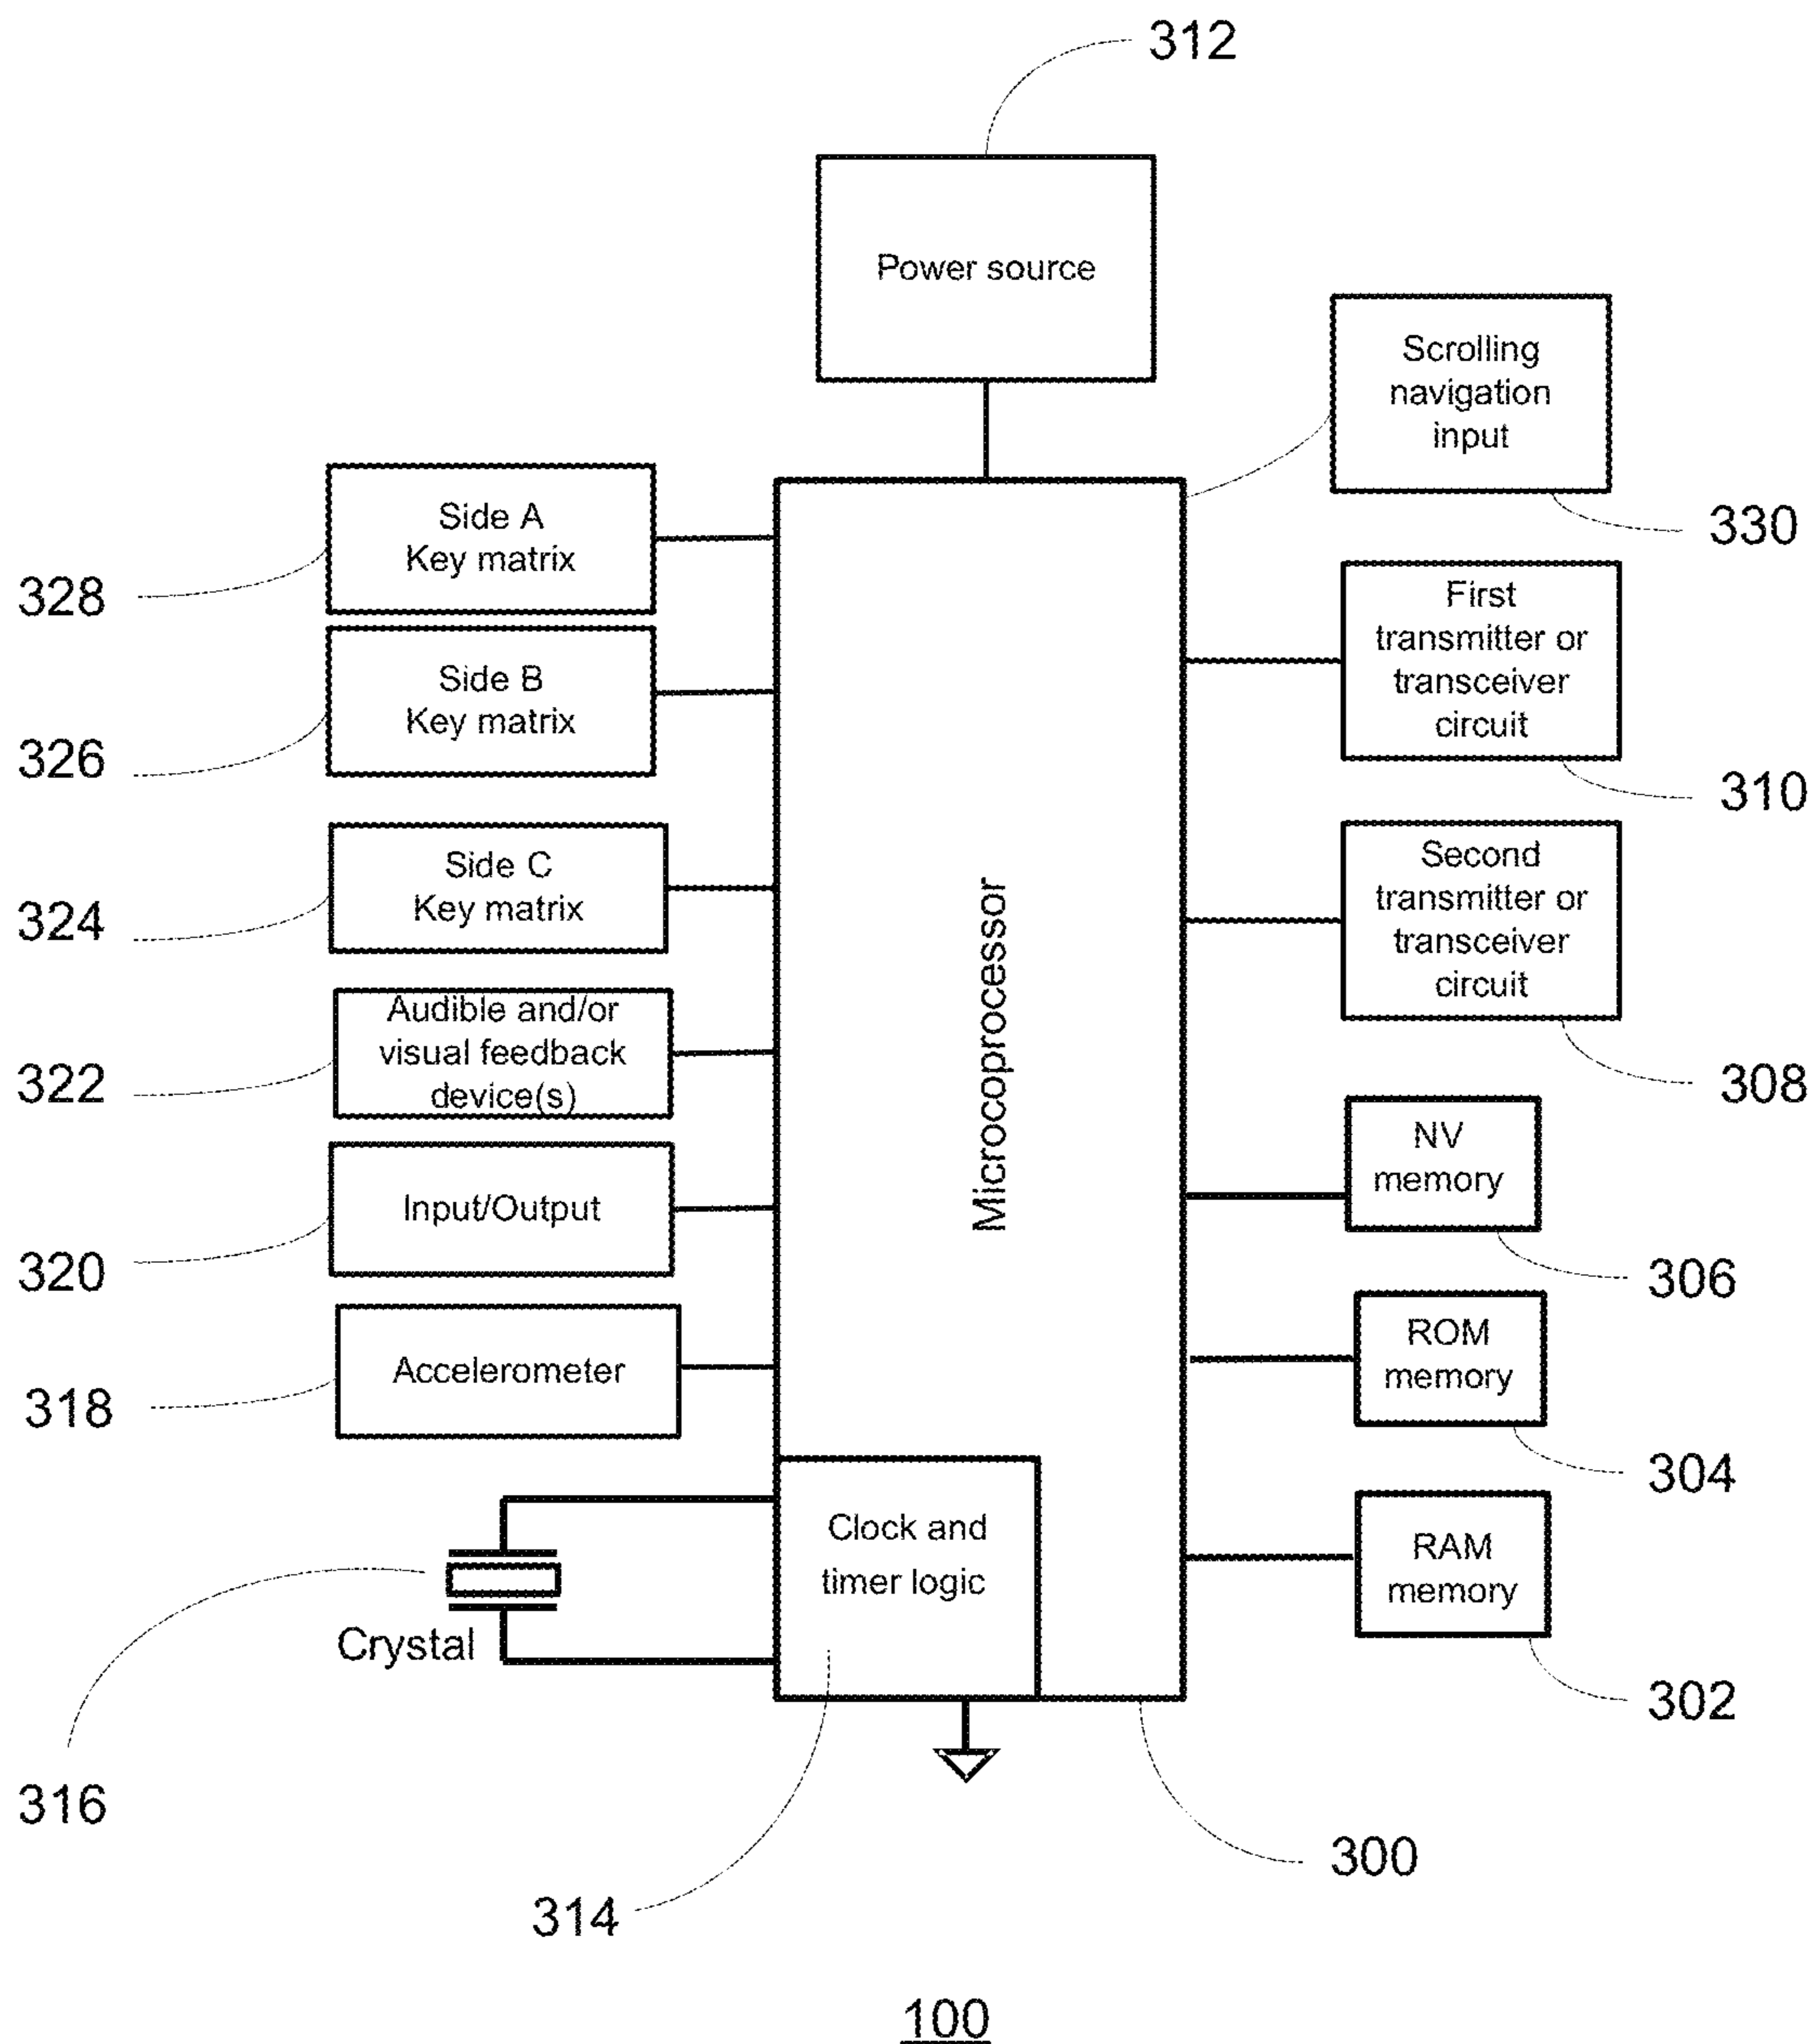 312
Power source
Scrolling
navigation
input
330
Side A
Key matrix
328
Side B
Key matrix
326
Side C
Key matrix
324
Audible and/or
visual feedback
device(s)
322
Input/Output
320
Accelerometer
318
Microcoprocessor
First
transmitter or
transceiver
circuit
310
Second
transmitter or
transceiver
circuit
308
NV
memory
306
ROM
memory
304
RAM
memory
302
Clock and
timer logic
Crystal
316
314
300
100